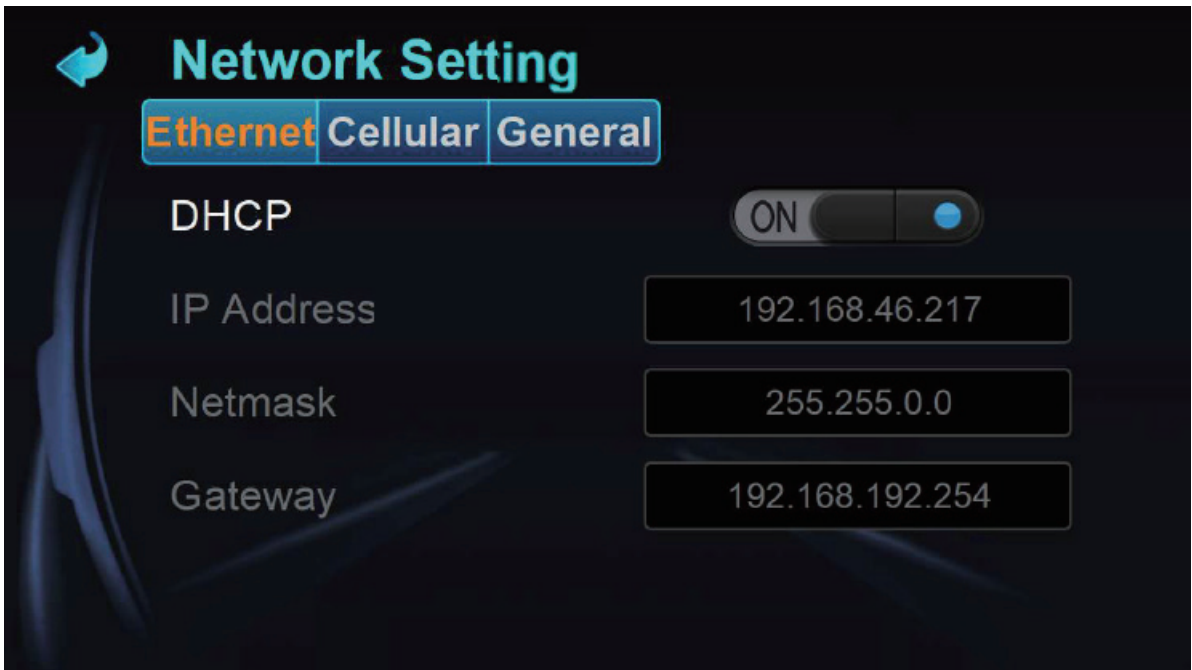 Network Setting
Ethernet Cellular General
DHCP ON
IP Address 192.168.46.217
Netmask 255.255.0.0
Gateway 192.168.192.254